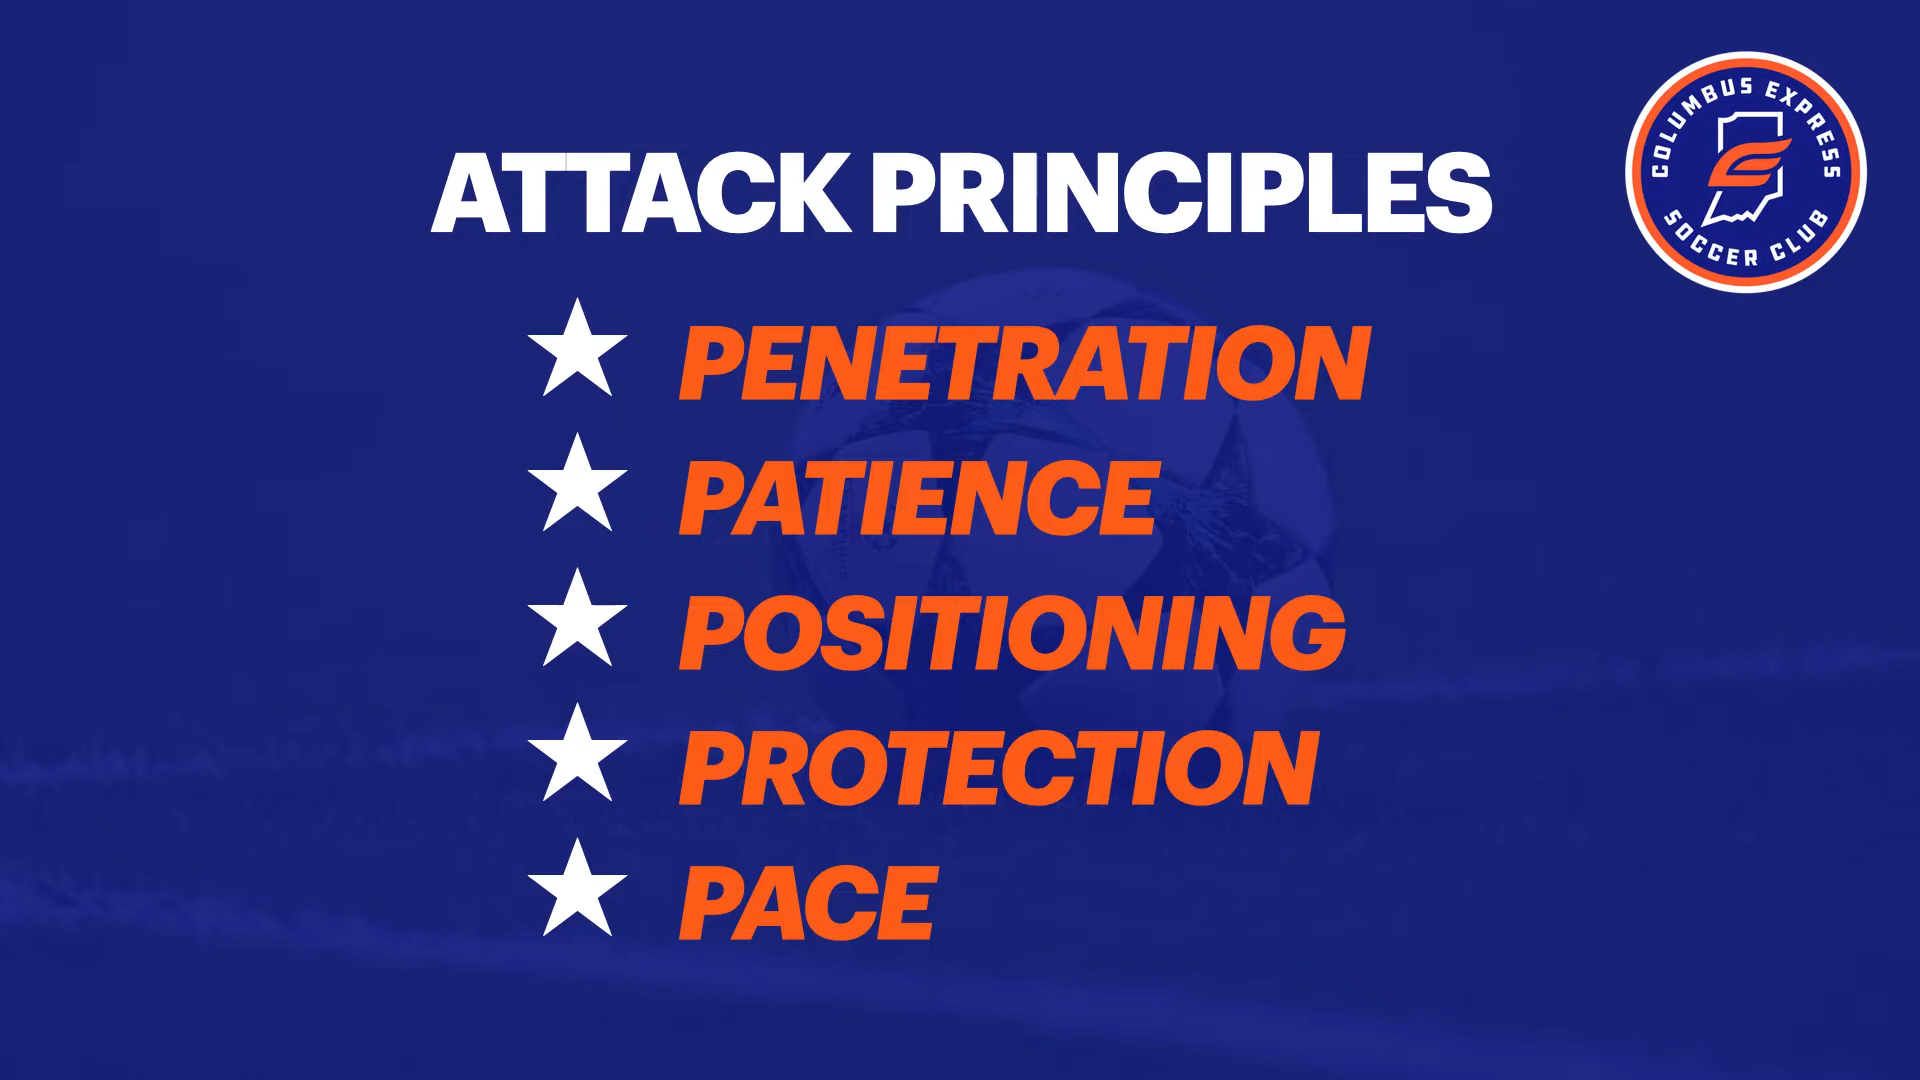 ATTACK PRINCIPLES
COLUMBUS EXPRESS
SOCCER CLUB
PENETRATION
PATIENCE
POSITIONING
PROTECTION
PACE